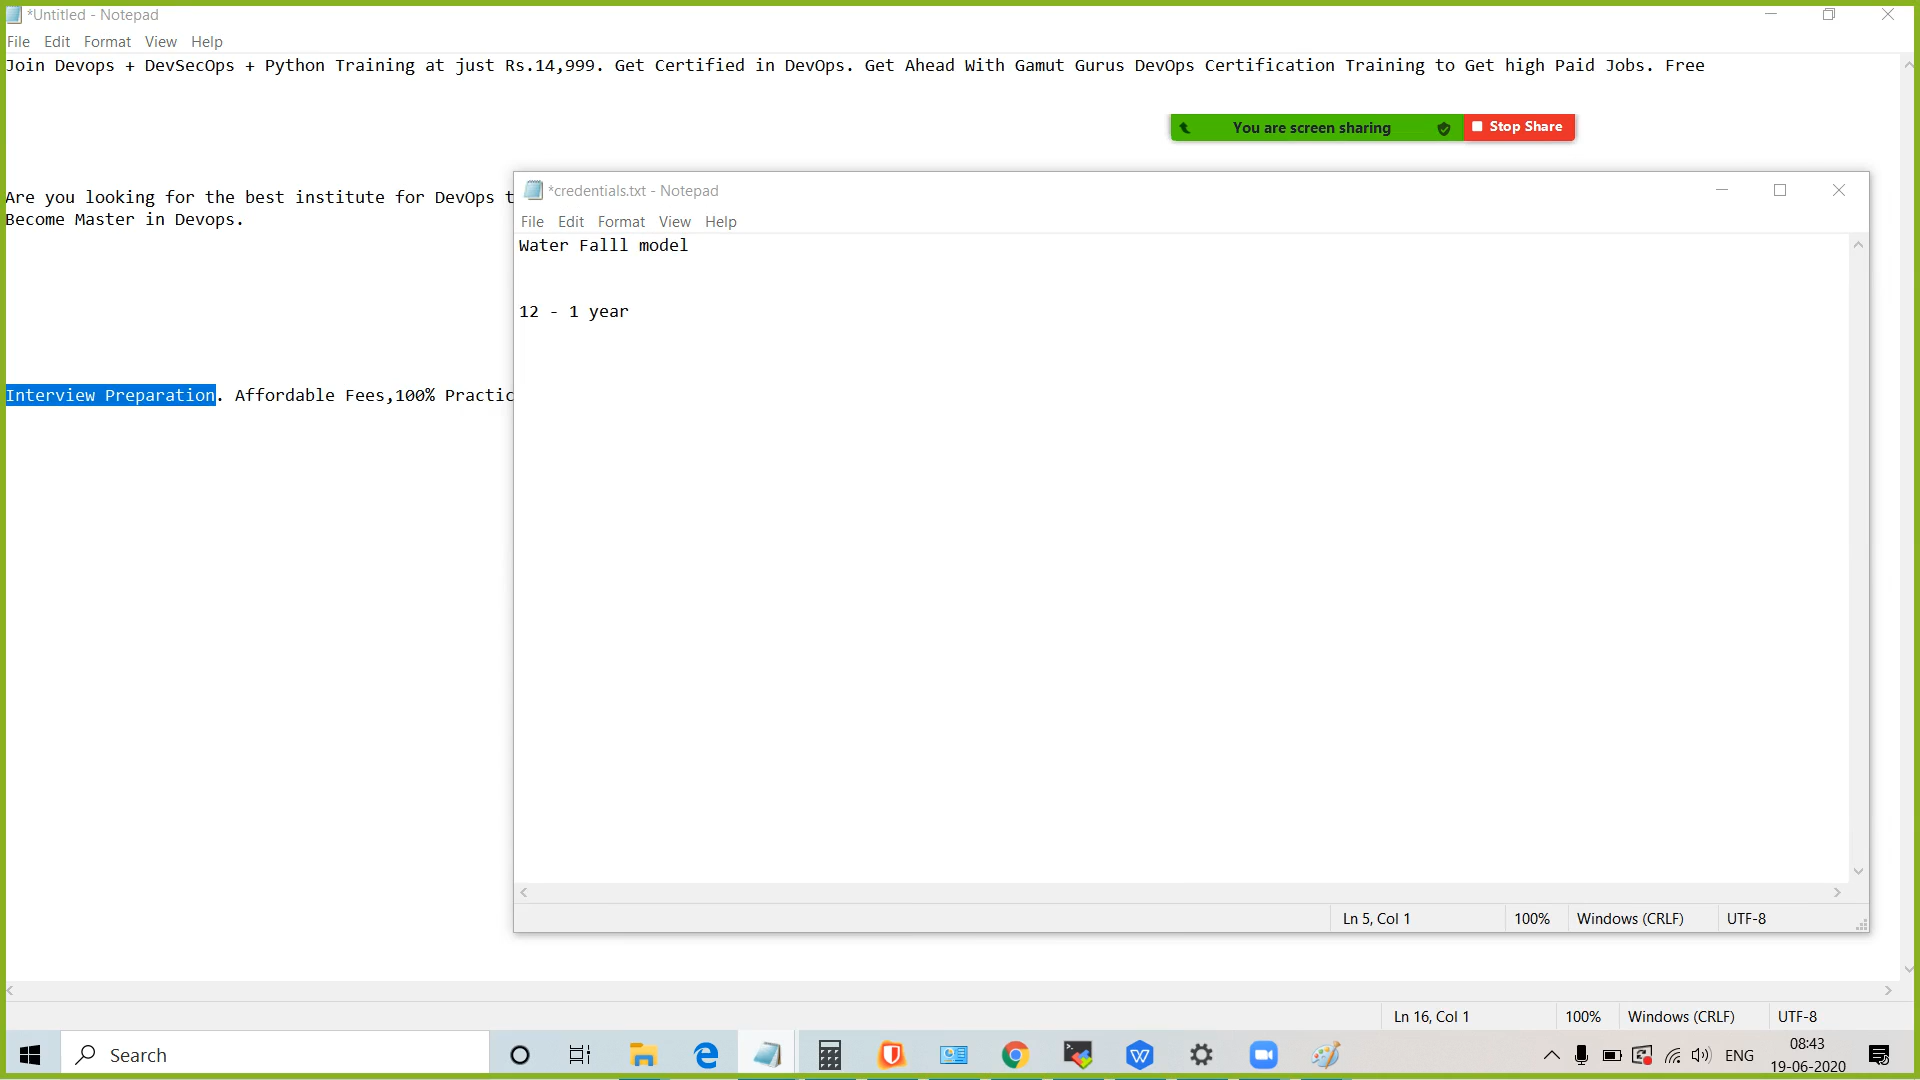 *Untitled - Notepad
File Edit Format View Help
Join Devops + DevSecOps + Python Training at just Rs.14,999. Get Certified in DevOps. Get Ahead With Gamut Gurus DevOps Certification Training to Get high Paid Jobs. Free
You are screen sharing Stop Share
Are you looking for the best institute for DevOps t
Become Master in Devops.
Interview Preparation. Affordable Fees,100% Practic
*credentials.txt - Notepad
File Edit Format View Help
Water Falll model
12 - 1 year
Ln 5, Col 1 100% Windows (CRLF) UTF-8
Ln 16, Col 1 100% Windows (CRLF) UTF-8
Search
ENG
08:43
19-06-2020